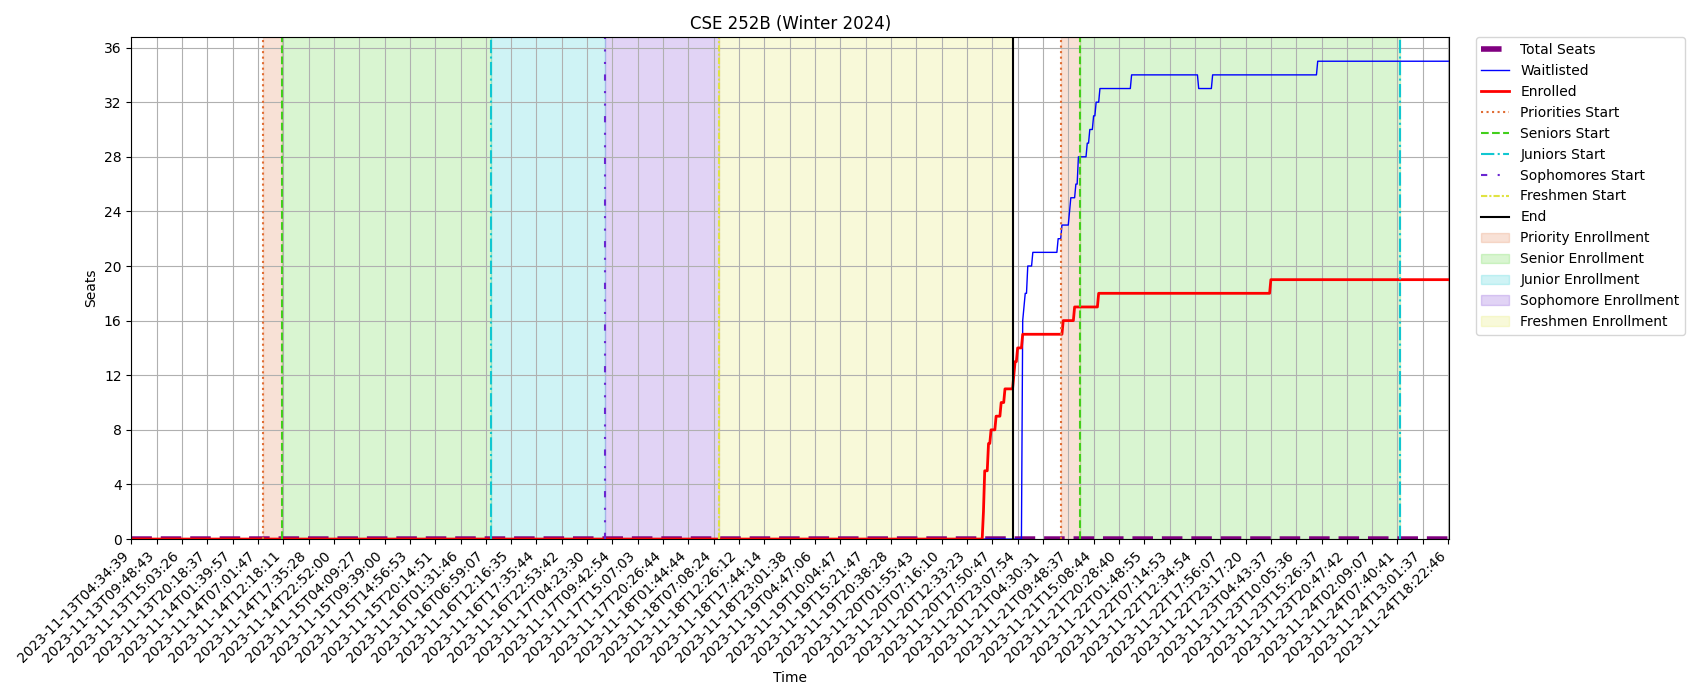 CSE 252B (Winter 2024)
Seats
36
32
28
24
20
16
12
8
4
0
2023-11-13T04:34:39
2023-11-13T09:48:43
2023-11-13T15:03:26
2023-11-13T20:18:37
2023-11-14T01:39:57
2023-11-14T07:01:47
2023-11-14T12:18:11
2023-11-14T17:35:28
2023-11-14T22:52:00
2023-11-15T04:09:27
2023-11-15T09:39:00
2023-11-15T14:56:53
2023-11-15T20:14:51
2023-11-16T01:31:46
2023-11-16T06:59:07
2023-11-16T12:16:35
2023-11-16T17:35:44
2023-11-16T22:53:42
2023-11-17T04:23:30
2023-11-17T09:42:54
2023-11-17T15:07:03
2023-11-17T20:26:44
2023-11-18T01:44:44
2023-11-18T07:08:24
2023-11-18T12:26:12
2023-11-18T17:44:14
2023-11-18T23:01:38
2023-11-19T04:47:06
2023-11-19T10:04:47
2023-11-19T15:21:47
2023-11-19T20:38:28
2023-11-20T01:55:43
2023-11-20T07:16:10
2023-11-20T12:33:23
2023-11-20T17:50:47
2023-11-20T23:07:54
2023-11-21T04:30:31
2023-11-21T09:48:37
2023-11-21T15:08:44
2023-11-21T20:28:40
2023-11-22T01:48:55
2023-11-22T07:14:53
2023-11-22T12:34:54
2023-11-22T17:56:07
2023-11-22T23:17:20
2023-11-23T04:43:37
2023-11-23T10:05:36
2023-11-23T15:26:37
2023-11-23T20:47:42
2023-11-24T02:09:07
2023-11-24T07:40:41
2023-11-24T13:01:37
2023-11-24T18:22:46
Time
Total Seats
Waitlisted
Enrolled
Priorities Start
Seniors Start
Juniors Start
Sophomores Start
Freshmen Start
End
Priority Enrollment
Senior Enrollment
Junior Enrollment
Sophomore Enrollment
Freshmen Enrollment